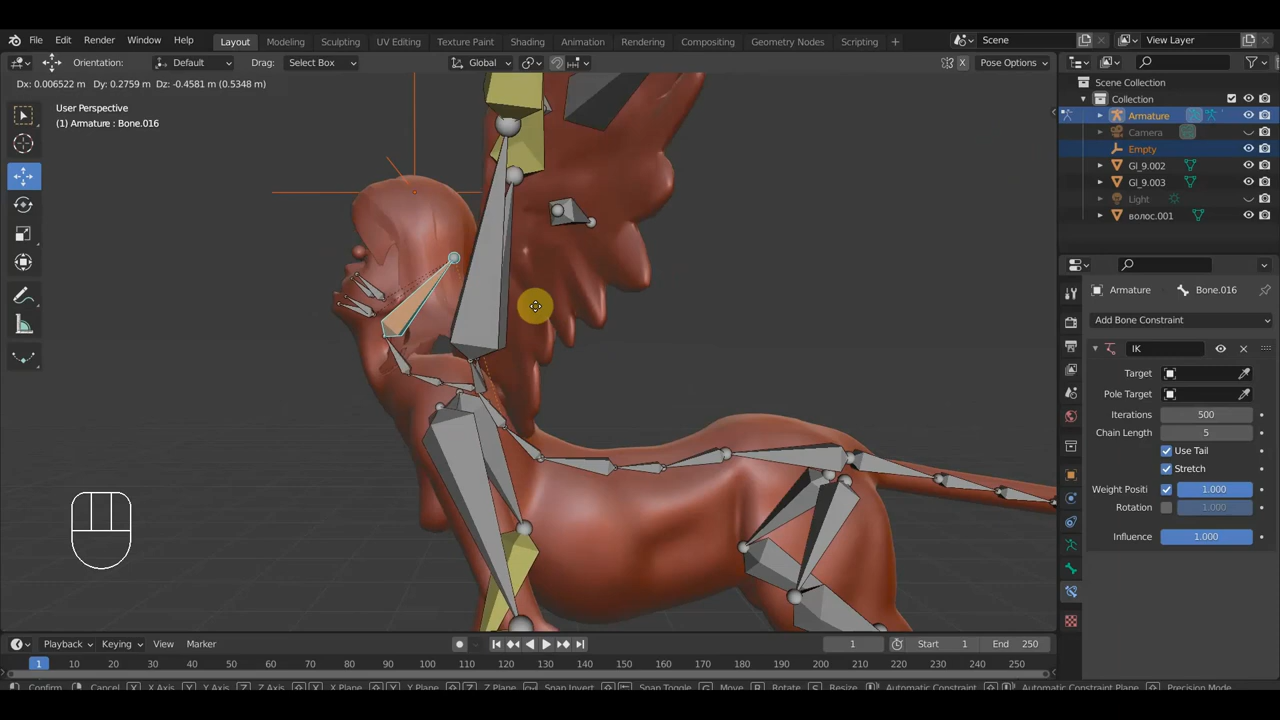 File Edit Render Window Help Layout Modeling Sculpting UV Editing Texture Paint Shading Animation Rendering Compositing Geometry Nodes Scripting + Scene View Layer
Orientation: Default Drag: Select Box Global X Pose Options
Dx: 0.006522 m Dy: 0.2759 m Dz: -0.4581 m (0.5348 m)
User Perspective
(1) Armature : Bone.016
Scene Collection
Collection
Armature
Camera
Empty
Gl_9.002
Gl_9.003
Light
волос.001
Armature Bone.016
Add Bone Constraint
IK
Target
Pole Target
Iterations 500
Chain Length 5
Use Tail
Stretch
Weight Positi 1.000
Rotation 1.000
Influence 1.000
Playback Keying View Marker 1 Start 1 End 250
1 10 20 30 40 50 60 70 80 90 100 110 120 130 140 150 160 170 180 190 200 210 220 230 240 250
Confirm Cancel X X Axis Y Y Axis Z Z Axis X X Plane Y Y Plane Z Z Plane Snap Invert Snap Toggle G Move R Rotate S Resize Automatic Constraint Automatic Constraint Plane Precision Mode